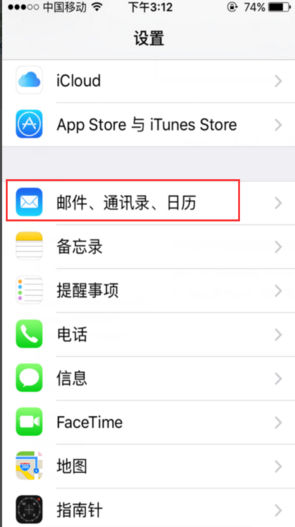 中国移动 下午3:12 74%
设置
iCloud
App Store 与 iTunes Store
邮件、通讯录、日历
备忘录
提醒事项
电话
信息
FaceTime
地图
指南针